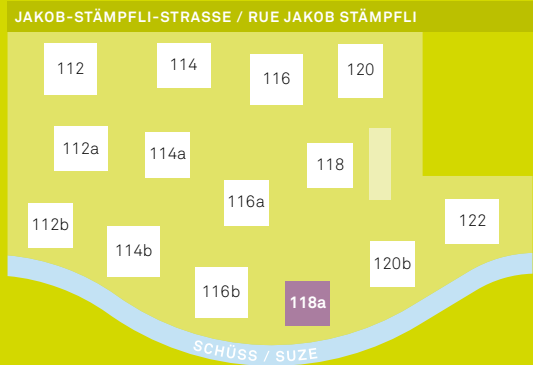 JAKOB-STÄMPFLI-STRASSE / RUE JAKOB STÄMPFLI
112
114
116
120
112a
114a
118
116a
112b
122
114b
120b
116b
118a
SCHÜSS / SUZE